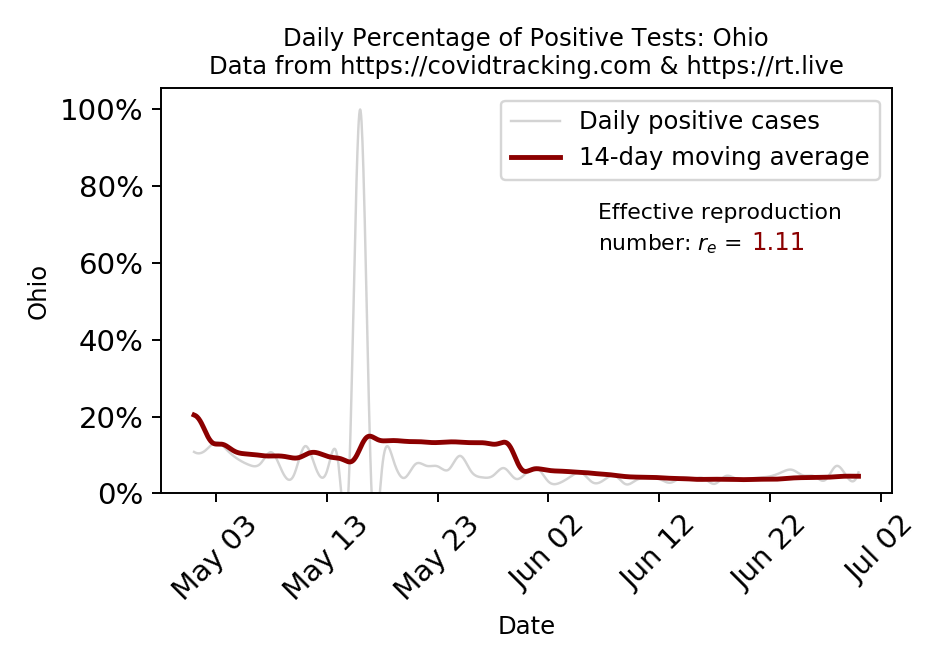 Daily Percentage of Positive Tests: Ohio
Data from https://covidtracking.com & https://rt.live
100%
80%
60%
40%
20%
0%
Ohio
Daily positive cases
14-day moving average
Effective reproduction
number: rₑ = 1.11
May 03
May 13
May 23
Jun 02
Jun 12
Jun 22
Jul 02
Date